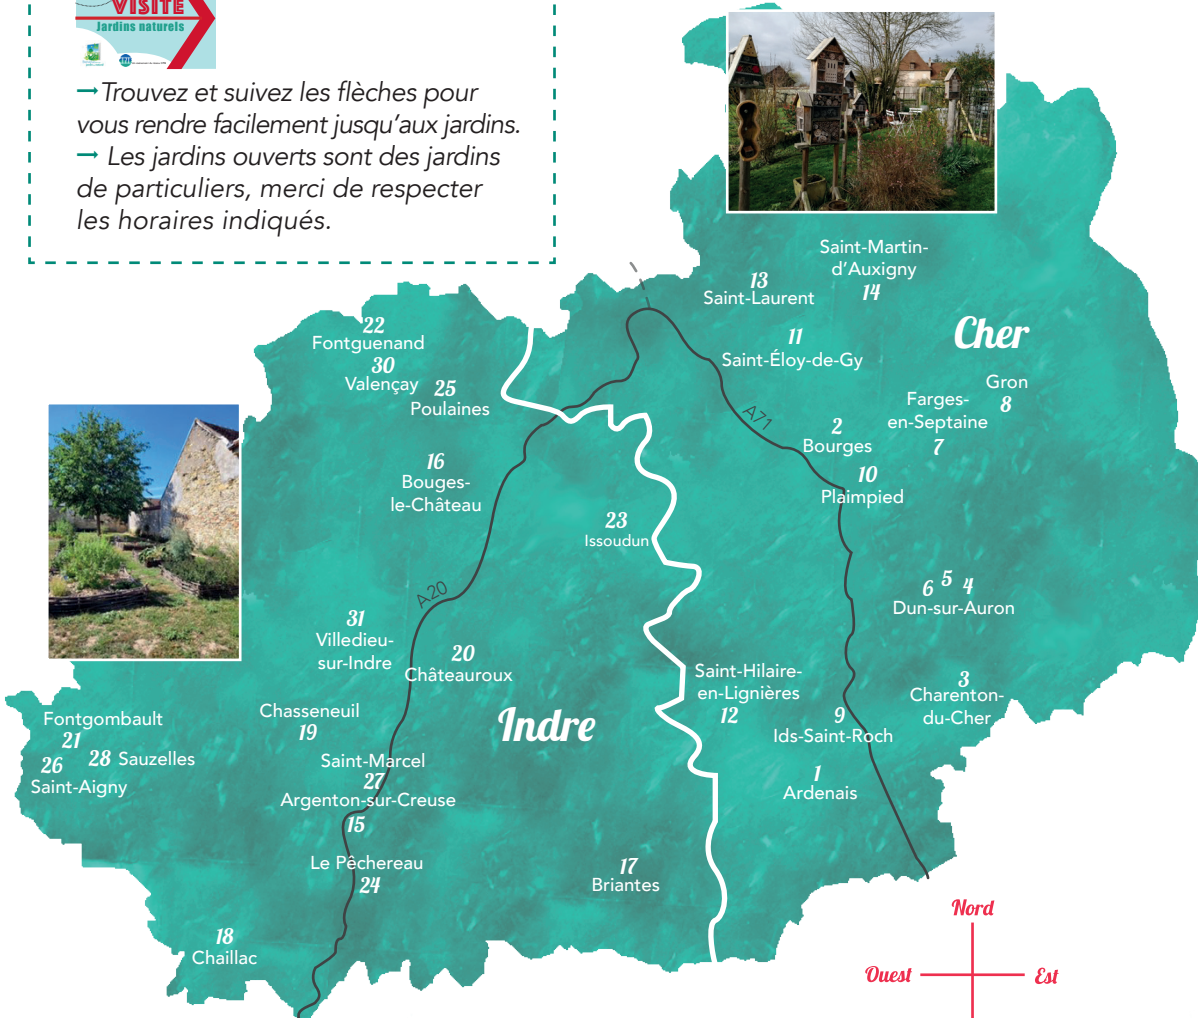 VISITE
Jardins naturels
→Trouvez et suivez les flèches pour
vous rendre facilement jusqu'aux jardins.
→ Les jardins ouverts sont des jardins
de particuliers, merci de respecter
les horaires indiqués.
Saint-Martin-
d'Auxigny
14
13
Saint-Laurent
Cher
11
Saint-Éloy-de-Gy
22
Fontguenand
30
Valençay
25
Poulaines
Gron
8
Farges-
en-Septaine
7
A71
2
Bourges
10
Plaimpied
16
Bouges-
le-Château
23
Issoudun
A20
6 5 4
Dun-sur-Auron
31
Villedieu-
sur-Indre
20
Châteauroux
Saint-Hilaire-
en-Lignières
12
3
Charenton-
du-Cher
9
Ids-Saint-Roch
Indre
Chasseneuil
19
Fontgombault
21
28 Sauzelles
26
Saint-Aigny
Saint-Marcel
27
Argenton-sur-Creuse
15
1
Ardenais
Le Pêchereau
24
17
Briantes
18
Chaillac
Nord
Ouest
Est